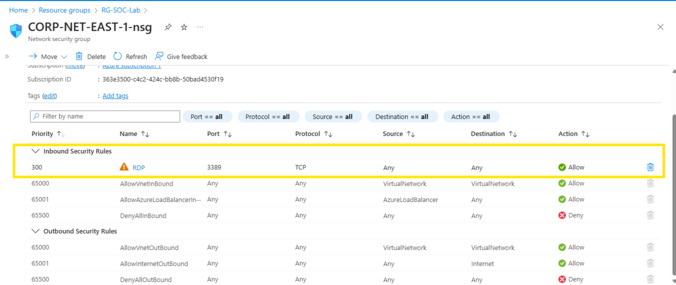 Home > Resource groups > RG-SOC-Lab >
CORP-NET-EAST-1-nsg
Network security group
Move Delete Refresh Give feedback
Subscription (move) : Azure subscription 1
Subscription ID : 363e3500-c4c2-424c-bb8b-50bad4530f19
Tags (edit) : Add tags
Filter by name Port == all Protocol == all Source == all Destination == all Action == all
Priority Name Port Protocol Source Destination Action
Inbound Security Rules
300 RDP 3389 TCP Any Any Allow
65000 AllowVnetInBound Any Any VirtualNetwork VirtualNetwork Allow
65001 AllowAzureLoadBalancerIn··· Any Any AzureLoadBalancer Any Allow
65500 DenyAllInBound Any Any Any Any Deny
Outbound Security Rules
65000 AllowVnetOutBound Any Any VirtualNetwork VirtualNetwork Allow
65001 AllowInternetOutBound Any Any Any Internet Allow
65500 DenyAllOutBound Any Any Any Any Deny